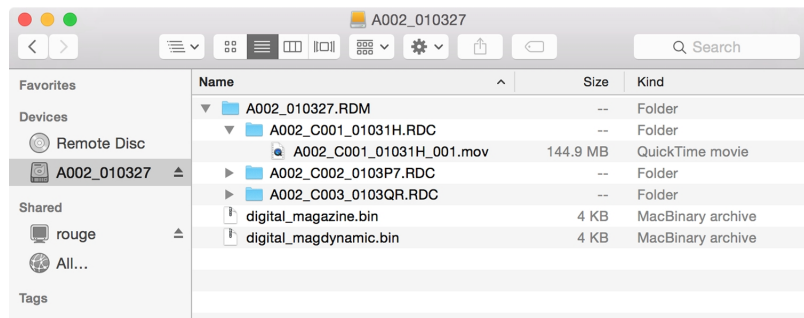 A002_010327
Search
Favorites
Devices
Remote Disc
A002_010327
Shared
rouge
All...
Tags
Name Size Kind
A002_010327.RDM -- Folder
A002_C001_01031H.RDC -- Folder
A002_C001_01031H_001.mov 144.9 MB QuickTime movie
A002_C002_0103P7.RDC -- Folder
A002_C003_0103QR.RDC -- Folder
digital_magazine.bin 4 KB MacBinary archive
digital_magdynamic.bin 4 KB MacBinary archive